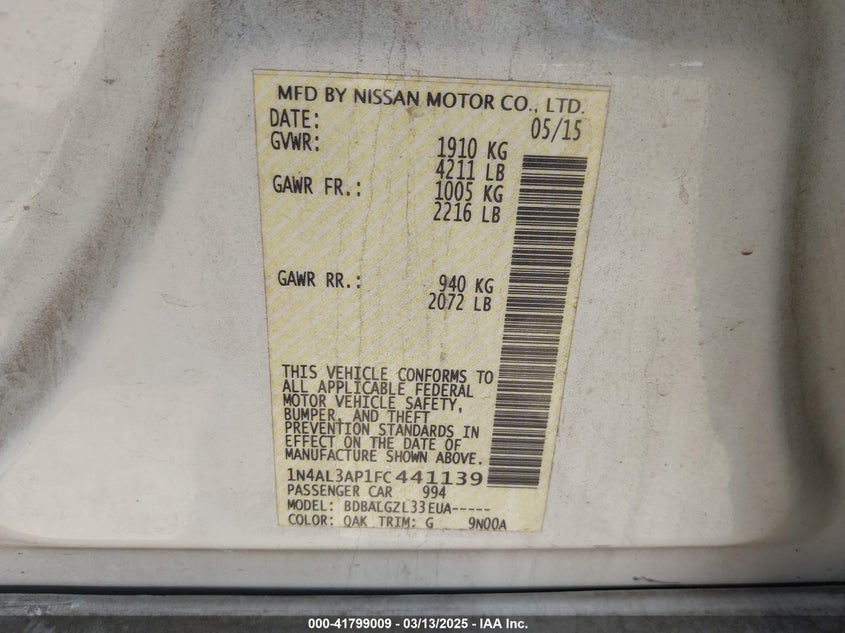 MFD BY NISSAN MOTOR CO., LTD.
DATE: 05/15
GVWR: 1910 KG
4211 LB
GAWR FR.: 1005 KG
2216 LB
GAWR RR.: 940 KG
2072 LB
THIS VEHICLE CONFORMS TO
ALL APPLICABLE FEDERAL
MOTOR VEHICLE SAFETY,
BUMPER, AND THEFT
PREVENTION STANDARDS IN
EFFECT ON THE DATE OF
MANUFACTURE SHOWN ABOVE.
1N4AL3AP1FC441139
PASSENGER CAR 994
MODEL: BDBALGZL33EUA-----
COLOR: QAK TRIM: G 9N00A
000-41799009 — 03/13/2025 — IAA Inc.